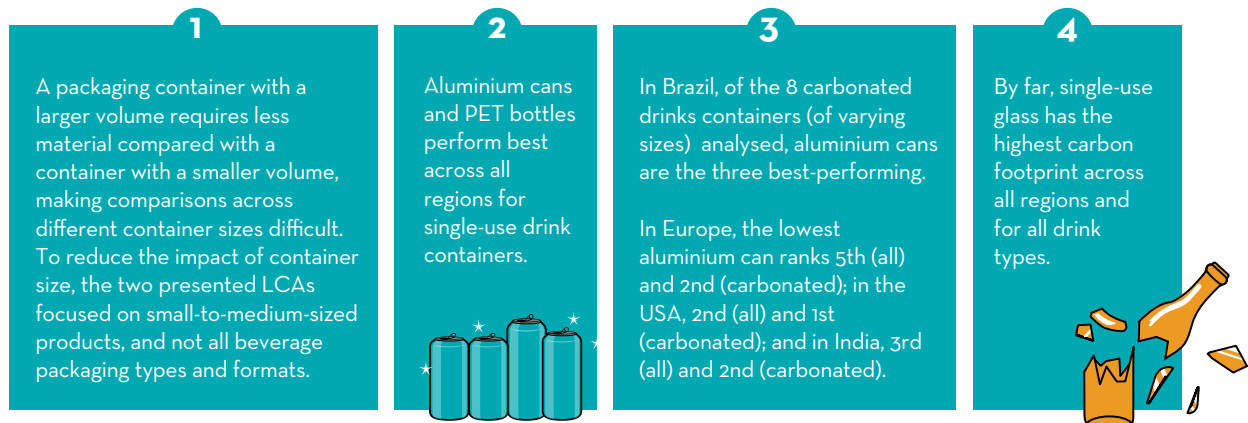 1
A packaging container with a
larger volume requires less
material compared with a
container with a smaller volume,
making comparisons across
different container sizes difficult.
To reduce the impact of container
size, the two presented LCAs
focused on small-to-medium-sized
products, and not all beverage
packaging types and formats.
2
Aluminium cans
and PET bottles
perform best
across all
regions for
single-use drink
containers.
3
In Brazil, of the 8 carbonated
drinks containers (of varying
sizes) analysed, aluminium cans
are the three best-performing.
In Europe, the lowest
aluminium can ranks 5th (all)
and 2nd (carbonated); in the
USA, 2nd (all) and 1st
(carbonated); and in India, 3rd
(all) and 2nd (carbonated).
4
By far, single-use
glass has the
highest carbon
footprint across
all regions and
for all drink
types.